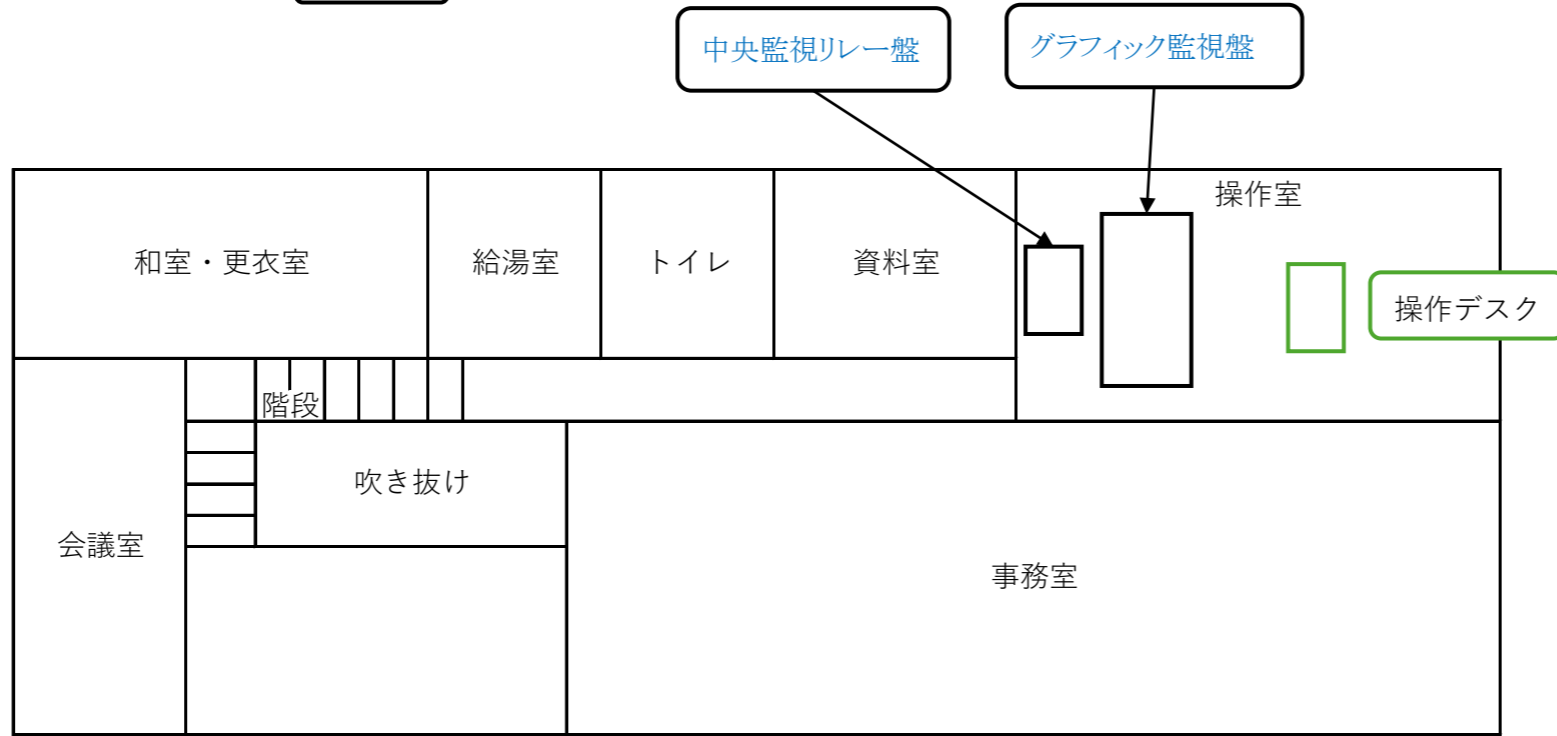 中央監視リレー盤
グラフィック監視盤
操作室
和室・更衣室
給湯室
トイレ
資料室
操作デスク
階段
吹き抜け
会議室
事務室